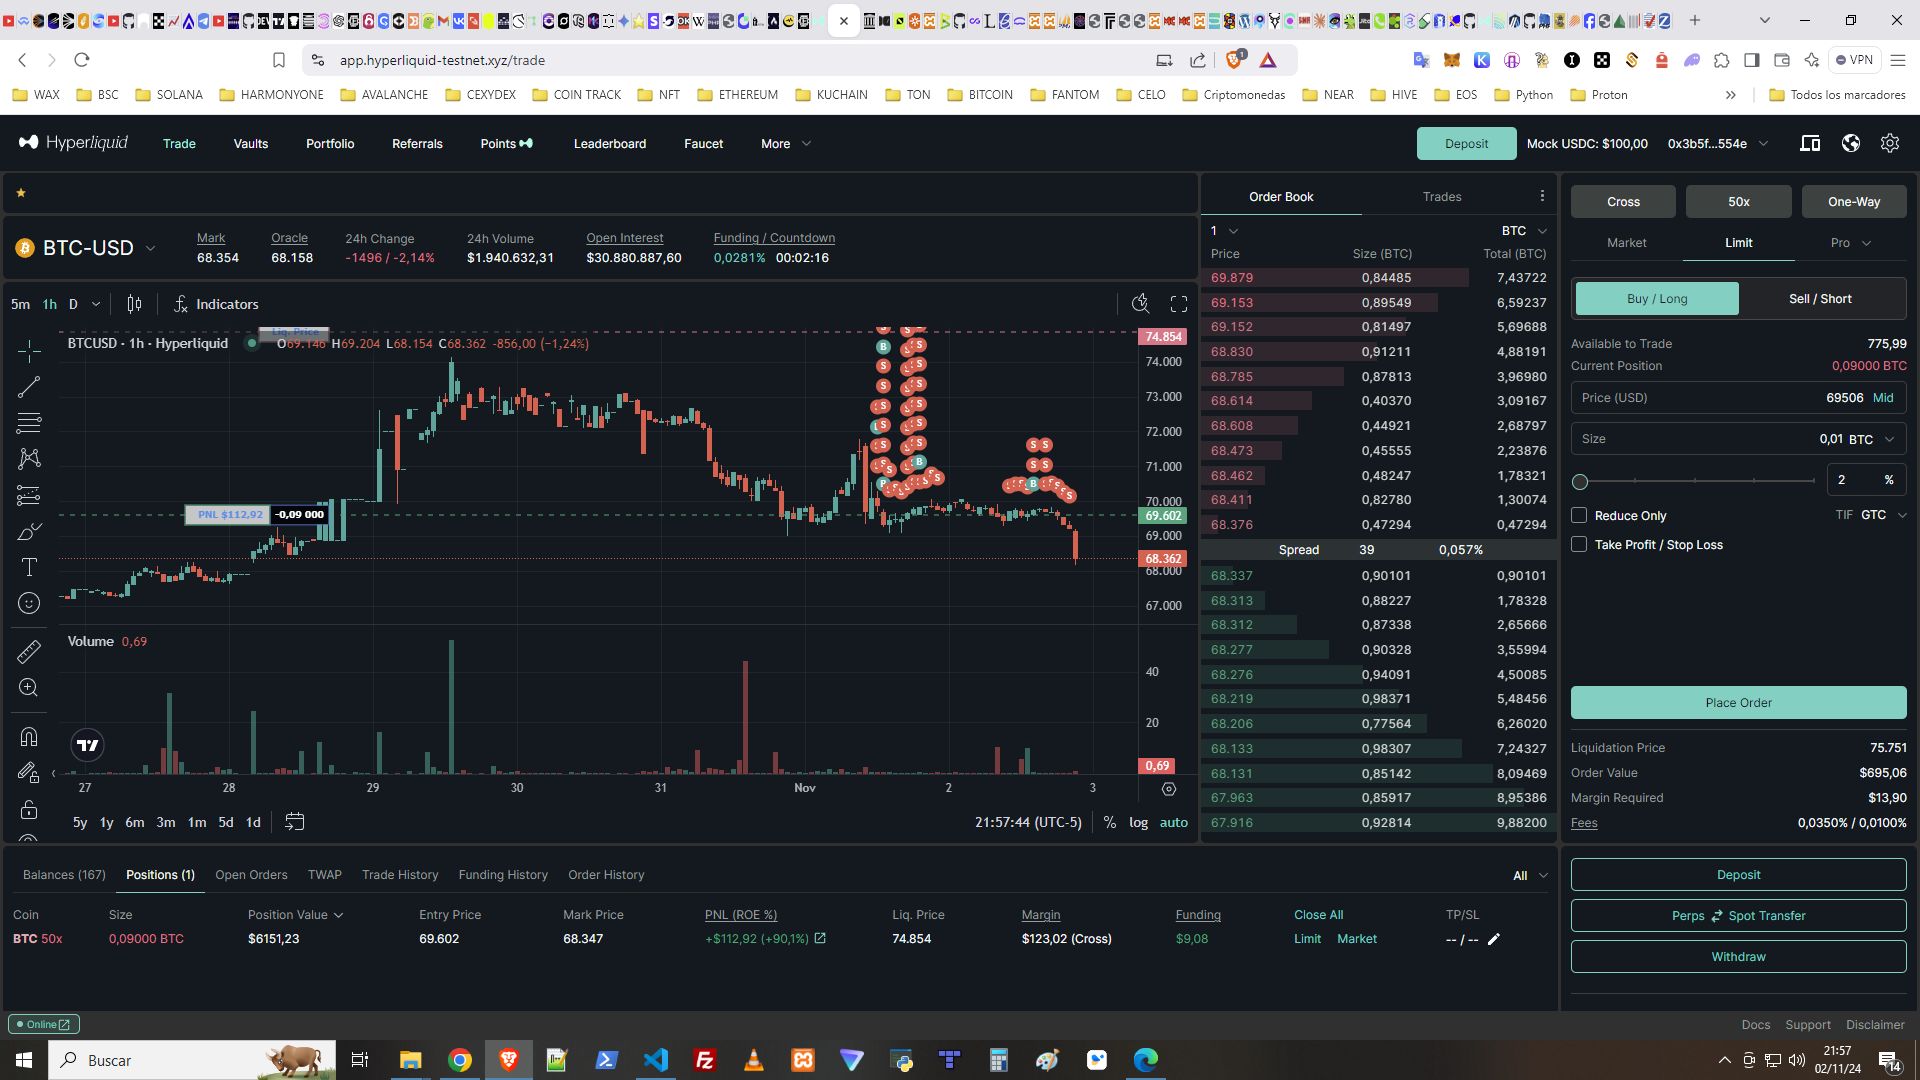 app.hyperliquid-testnet.xyz/trade
1
VPN
WAX BSC SOLANA HARMONYONE AVALANCHE CEXYDEX COIN TRACK NFT ETHEREUM KUCHAIN TON BITCOIN FANTOM CELO Criptomonedas NEAR HIVE EOS Python Proton » Todos los marcadores
Hyperliquid Trade Vaults Portfolio Referrals Points Leaderboard Faucet More Deposit Mock USDC: $100,00 0x3b5f...554e
BTC-USD
Mark Oracle 24h Change 24h Volume Open Interest Funding / Countdown
68.354 68.158 -1496 / -2,14% $1.940.632,31 $30.880.887,60 0,0281% 00:02:16
5m 1h D Indicators
Liq. Price
BTCUSD · 1h · Hyperliquid O69.146 H69.204 L68.154 C68.362 -856,00 (−1,24%)
74.854
74.000
73.000
72.000
71.000
70.000
69.602
69.000
68.362
68.000
67.000
PNL $112,92 -0,09 000
Volume 0,69
40
20
0,69
27 28 29 30 31 Nov 2 3
5y 1y 6m 3m 1m 5d 1d 21:57:44 (UTC-5) % log auto
Order Book Trades
1 BTC
Price Size (BTC) Total (BTC)
69.879 0,84485 7,43722
69.153 0,89549 6,59237
69.152 0,81497 5,69688
68.830 0,91211 4,88191
68.785 0,87813 3,96980
68.614 0,40370 3,09167
68.608 0,44921 2,68797
68.473 0,45555 2,23876
68.462 0,48247 1,78321
68.411 0,82780 1,30074
68.376 0,47294 0,47294
Spread 39 0,057%
68.337 0,90101 0,90101
68.313 0,88227 1,78328
68.312 0,87338 2,65666
68.277 0,90328 3,55994
68.276 0,94091 4,50085
68.219 0,98371 5,48456
68.206 0,77564 6,26020
68.133 0,98307 7,24327
68.131 0,85142 8,09469
67.963 0,85917 8,95386
67.916 0,92814 9,88200
Cross 50x One-Way
Market Limit Pro
Buy / Long Sell / Short
Available to Trade 775,99
Current Position 0,09000 BTC
Price (USD) 69506 Mid
Size 0,01 BTC
2 %
Reduce Only TIF GTC
Take Profit / Stop Loss
Place Order
Liquidation Price 75.751
Order Value $695,06
Margin Required $13,90
Fees 0,0350% / 0,0100%
Balances (167) Positions (1) Open Orders TWAP Trade History Funding History Order History All
Coin Size Position Value Entry Price Mark Price PNL (ROE %) Liq. Price Margin Funding Close All TP/SL
BTC 50x 0,09000 BTC $6151,23 69.602 68.347 +$112,92 (+90,1%) 74.854 $123,02 (Cross) $9,08 Limit Market -- / --
Deposit
Perps Spot Transfer
Withdraw
Online Docs Support Disclaimer
Buscar
21:57
02/11/24
14